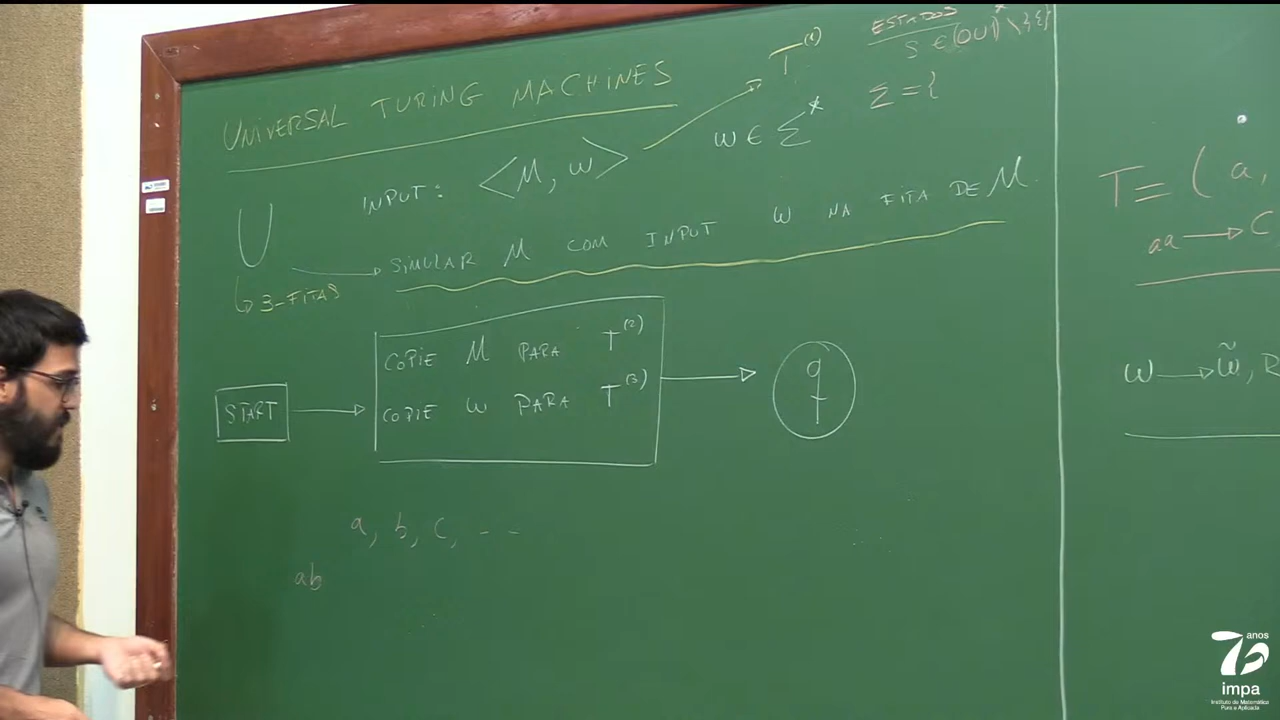 UNIVERSAL TURING MACHINES
T⁽¹⁾
ESTADOS
S ∈ (0∪1)* \ {ε}
w ∈ Σ*
Σ = {
INPUT: <M, w>
U
SIMULAR M COM INPUT w NA FITA DE M.
3-FITAS
START
COPIE M PARA T⁽²⁾
COPIE w PARA T⁽³⁾
q
a, b, c, - -
ab
T = ( a,
aa → C
w → w̃, R
7 anos
impa
Instituto de Matemática
Pura e Aplicada